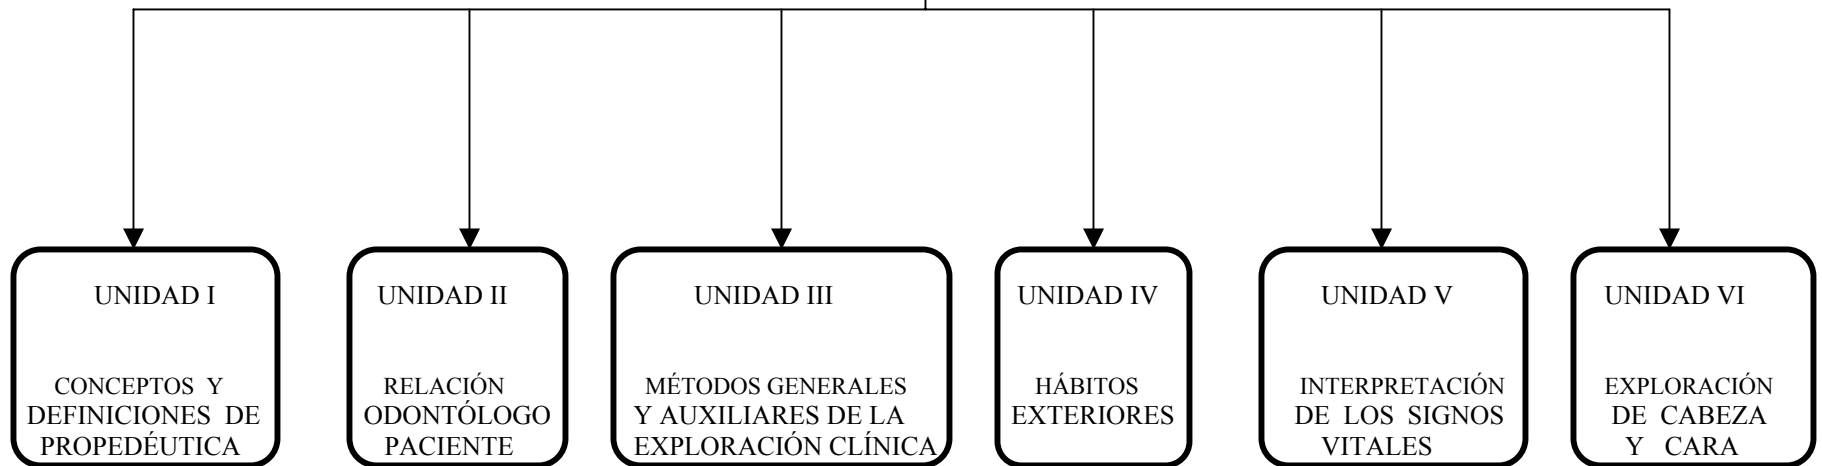 UNIDAD I
CONCEPTOS Y
DEFINICIONES DE
PROPEDÉUTICA
UNIDAD II
RELACIÓN
ODONTÓLOGO
PACIENTE
UNIDAD III
MÉTODOS GENERALES
Y AUXILIARES DE LA
EXPLORACIÓN CLÍNICA
UNIDAD IV
HÁBITOS
EXTERIORES
UNIDAD V
INTERPRETACIÓN
DE LOS SIGNOS
VITALES
UNIDAD VI
EXPLORACIÓN
DE CABEZA
Y CARA